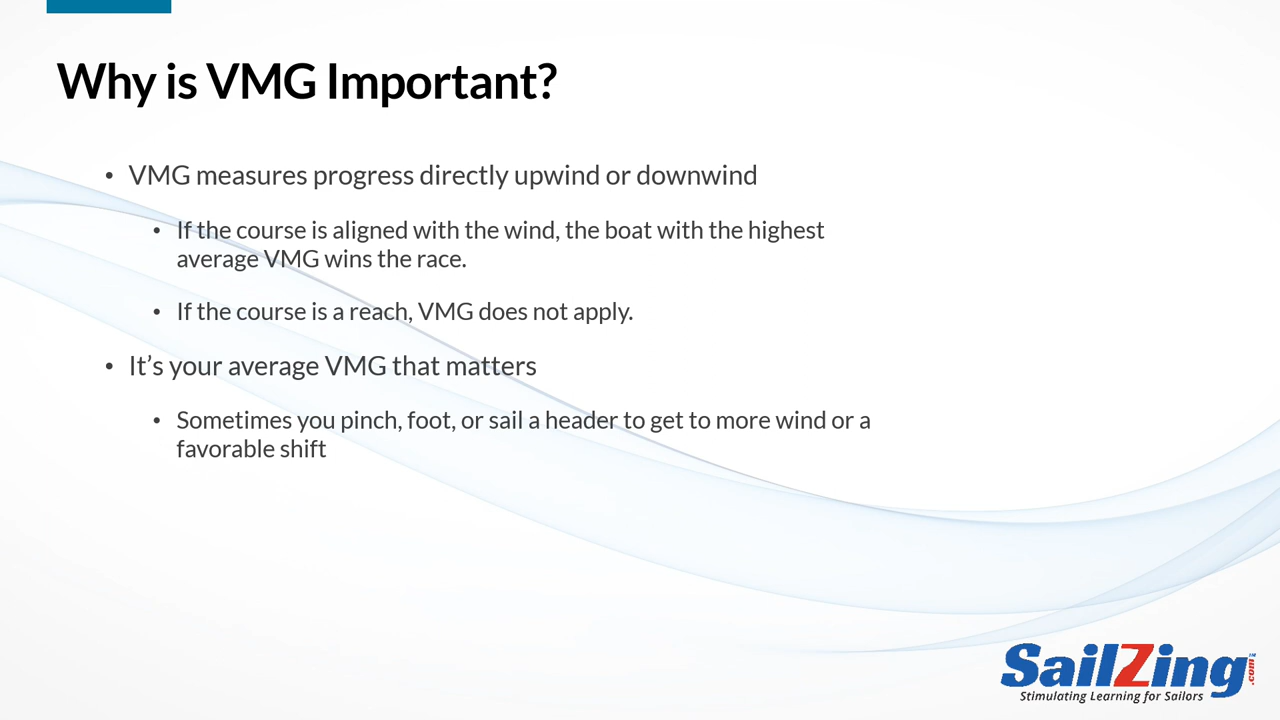 Why is VMG Important?
• VMG measures progress directly upwind or downwind
• If the course is aligned with the wind, the boat with the highest
average VMG wins the race.
• If the course is a reach, VMG does not apply.
• It’s your average VMG that matters
• Sometimes you pinch, foot, or sail a header to get to more wind or a
favorable shift
SailZing.com™
Stimulating Learning for Sailors